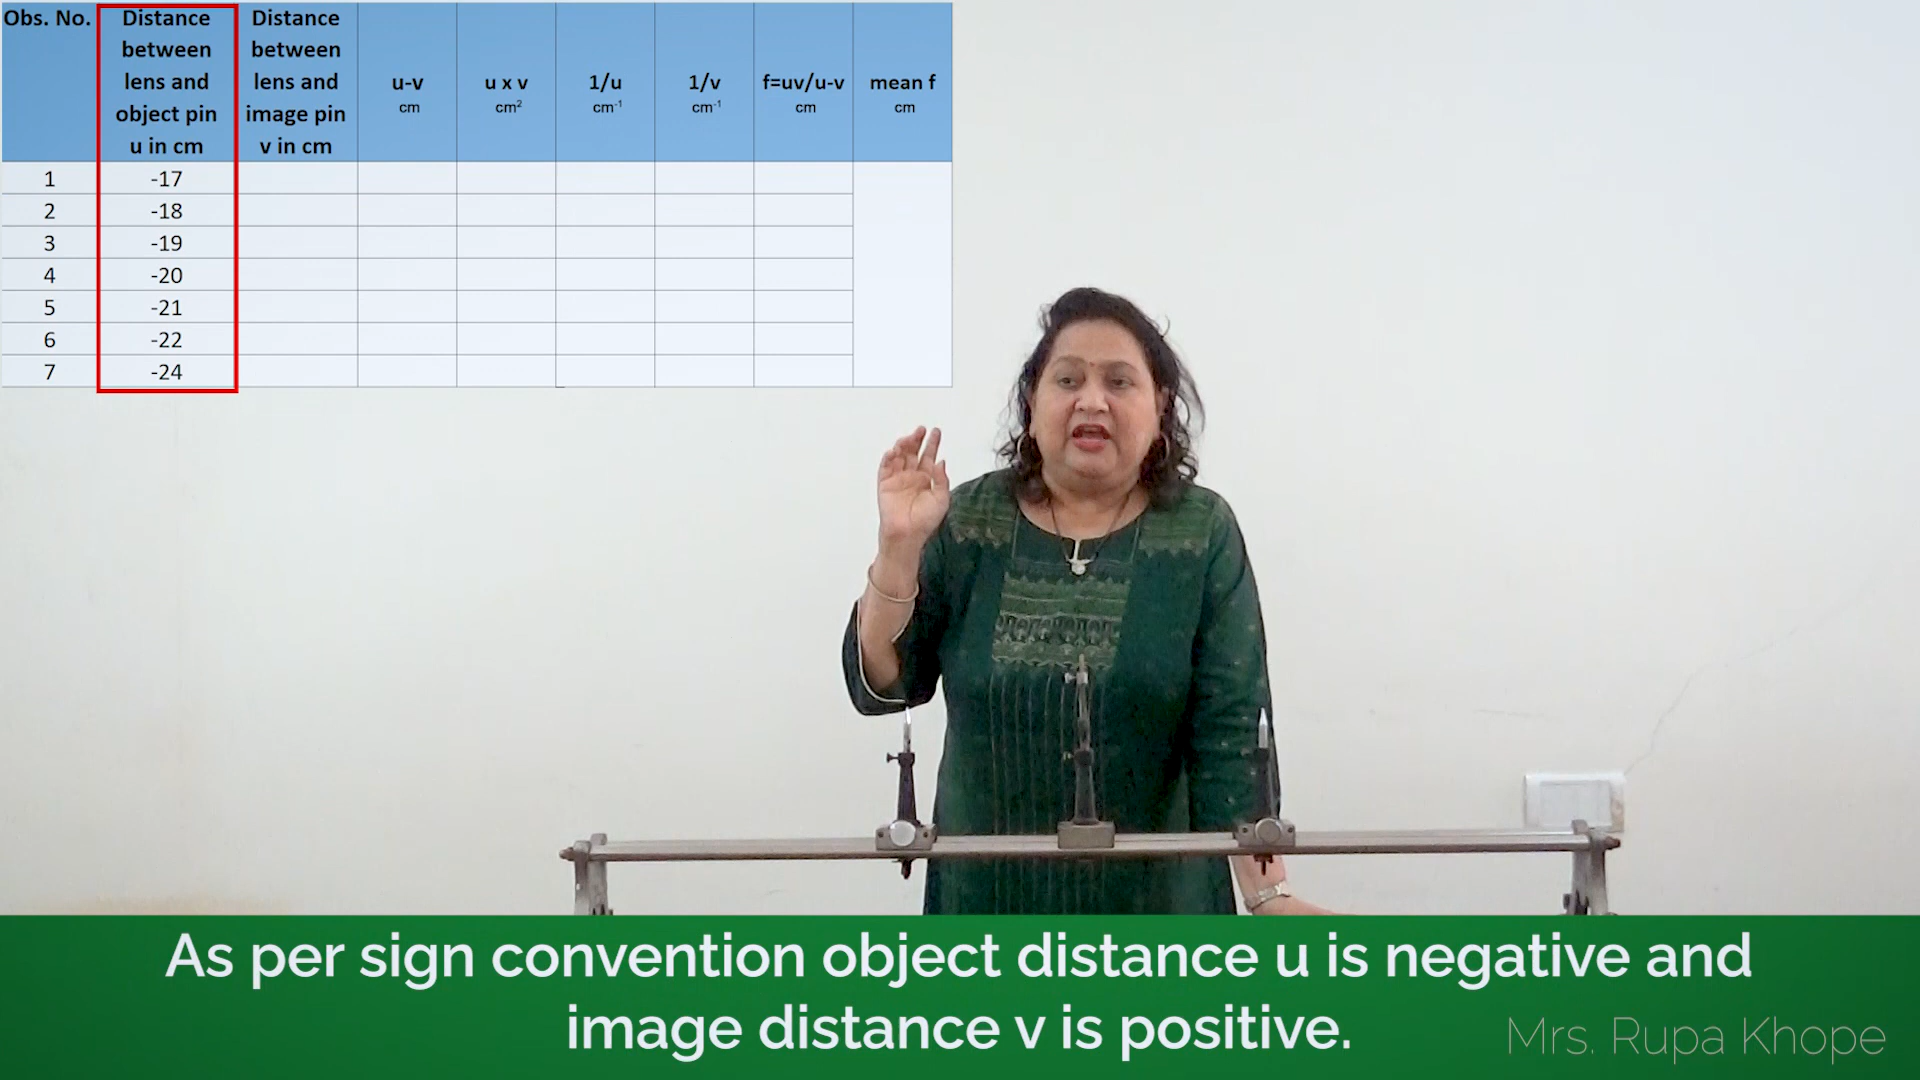 Obs. No.
Distance between lens and object pin u in cm
Distance between lens and image pin v in cm
u-v cm
u x v cm²
1/u cm⁻¹
1/v cm⁻¹
f=uv/u-v cm
mean f cm
1 -17
2 -18
3 -19
4 -20
5 -21
6 -22
7 -24
As per sign convention object distance u is negative and
image distance v is positive.
Mrs. Rupa Khope